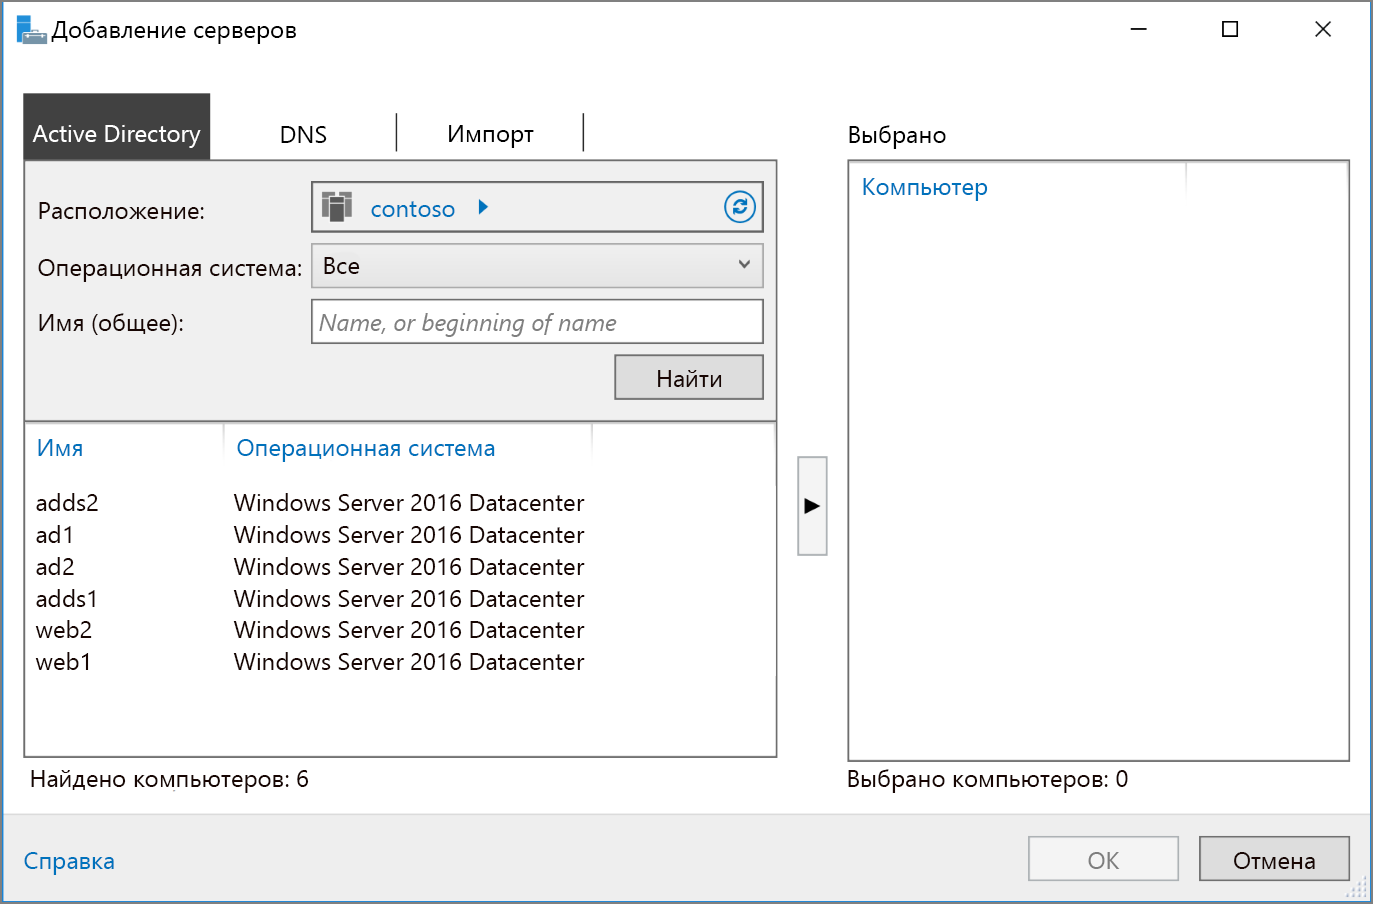 Добавление серверов
Active Directory
DNS
Импорт
Расположение:
contoso
Операционная система:
Все
Имя (общее):
Name, or beginning of name
Найти
Имя
Операционная система
adds2 Windows Server 2016 Datacenter
ad1 Windows Server 2016 Datacenter
ad2 Windows Server 2016 Datacenter
adds1 Windows Server 2016 Datacenter
web2 Windows Server 2016 Datacenter
web1 Windows Server 2016 Datacenter
Найдено компьютеров: 6
Выбрано
Компьютер
Выбрано компьютеров: 0
Справка
ОК
Отмена